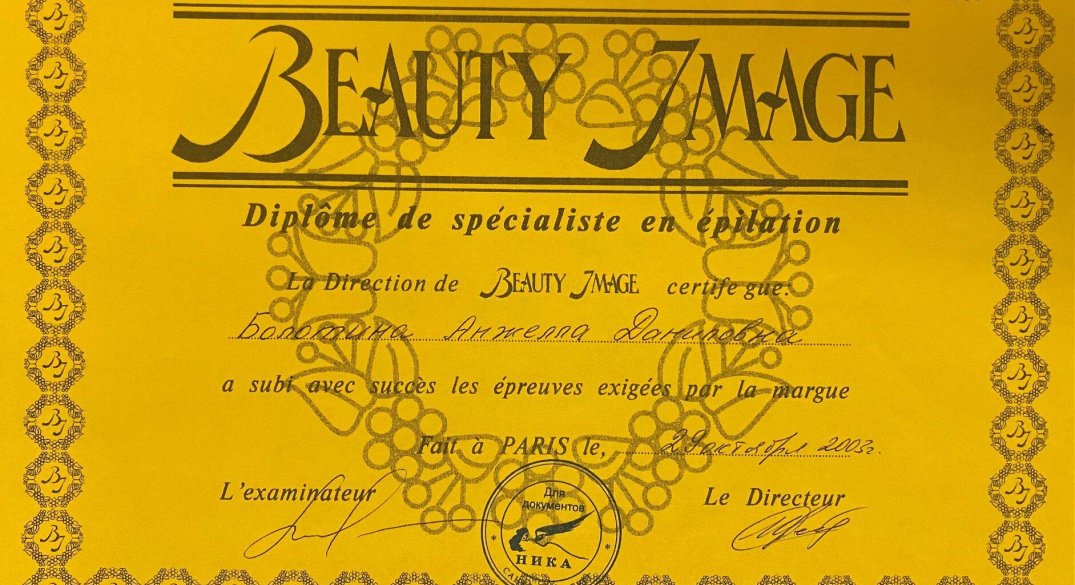 BEAUTY IMAGE
Diplôme de spécialiste en épilation
La Direction de BEAUTY IMAGE certife gue:
Болотина Анжелла Даниловна
a subi avec succès les épreuves exigées par la margue
Fait à PARIS le, 29 октября 2003г.
L'examinateur
Le Directeur
Для
документов
НИКА